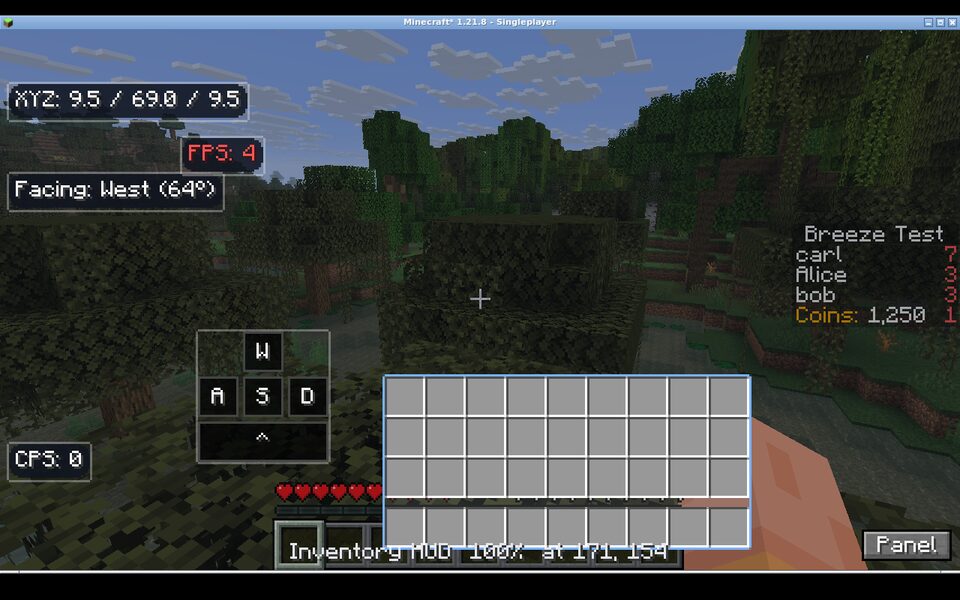 Minecraft* 1.21.8 - Singleplayer
XYZ: 9.5 / 69.0 / 9.5
FPS: 4
Facing: West (64°)
Breeze Test
carl 7
Alice 3
bob 3
Coins: 1,250 1
W
A S D
^
CPS: 0
Inventory HUD 100% at 171, 154
Panel